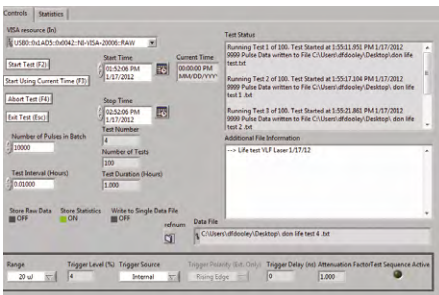 Controls Statistics
VISA resource (In)
USB0::0x1AD5::0x0042::NI-VISA-20006::RAW
Start Test (F2)
Start Using Current Time (F3)
Abort Test (F4)
Exit Test (Esc)
Start Time
01:52:06 PM
1/17/2012
Current Time
00:00:00 PM
MM/DD/YYYY
Stop Time
02:52:06 PM
1/17/2012
Number of Pulses in Batch
10000
Test Interval (Hours)
0.01000
Test Number
4
Number of Tests
100
Test Duration (Hours)
1.000
Store Raw Data
OFF
Store Statistics
ON
Write to Single Data File
OFF
Test Status
Running Test 1 of 100. Test Started at 1:55:11.951 PM 1/17/2012
9999 Pulse Data written to File C:\Users\dfdooley\Desktop\ don life
test.txt
Running Test 2 of 100. Test Started at 1:55:17.104 PM 1/17/2012
9999 Pulse Data written to File C:\Users\dfdooley\Desktop\ don life
test 1 .txt
Running Test 3 of 100. Test Started at 1:55:21.861 PM 1/17/2012
9999 Pulse Data written to File C:\Users\dfdooley\Desktop\ don life
test 2 .txt
Additional File Information
--> Life test VLF Laser 1/17/12
refnum
Data File
C:\Users\dfdooley\Desktop\ don life test 4 .txt
Range
20 uJ
Trigger Level (%)
4
Trigger Source
Internal
Trigger Polarity (Ext. Only)
Rising Edge
Trigger Delay (ns)
0
Attenuation Factor
1.000
Test Sequence Active